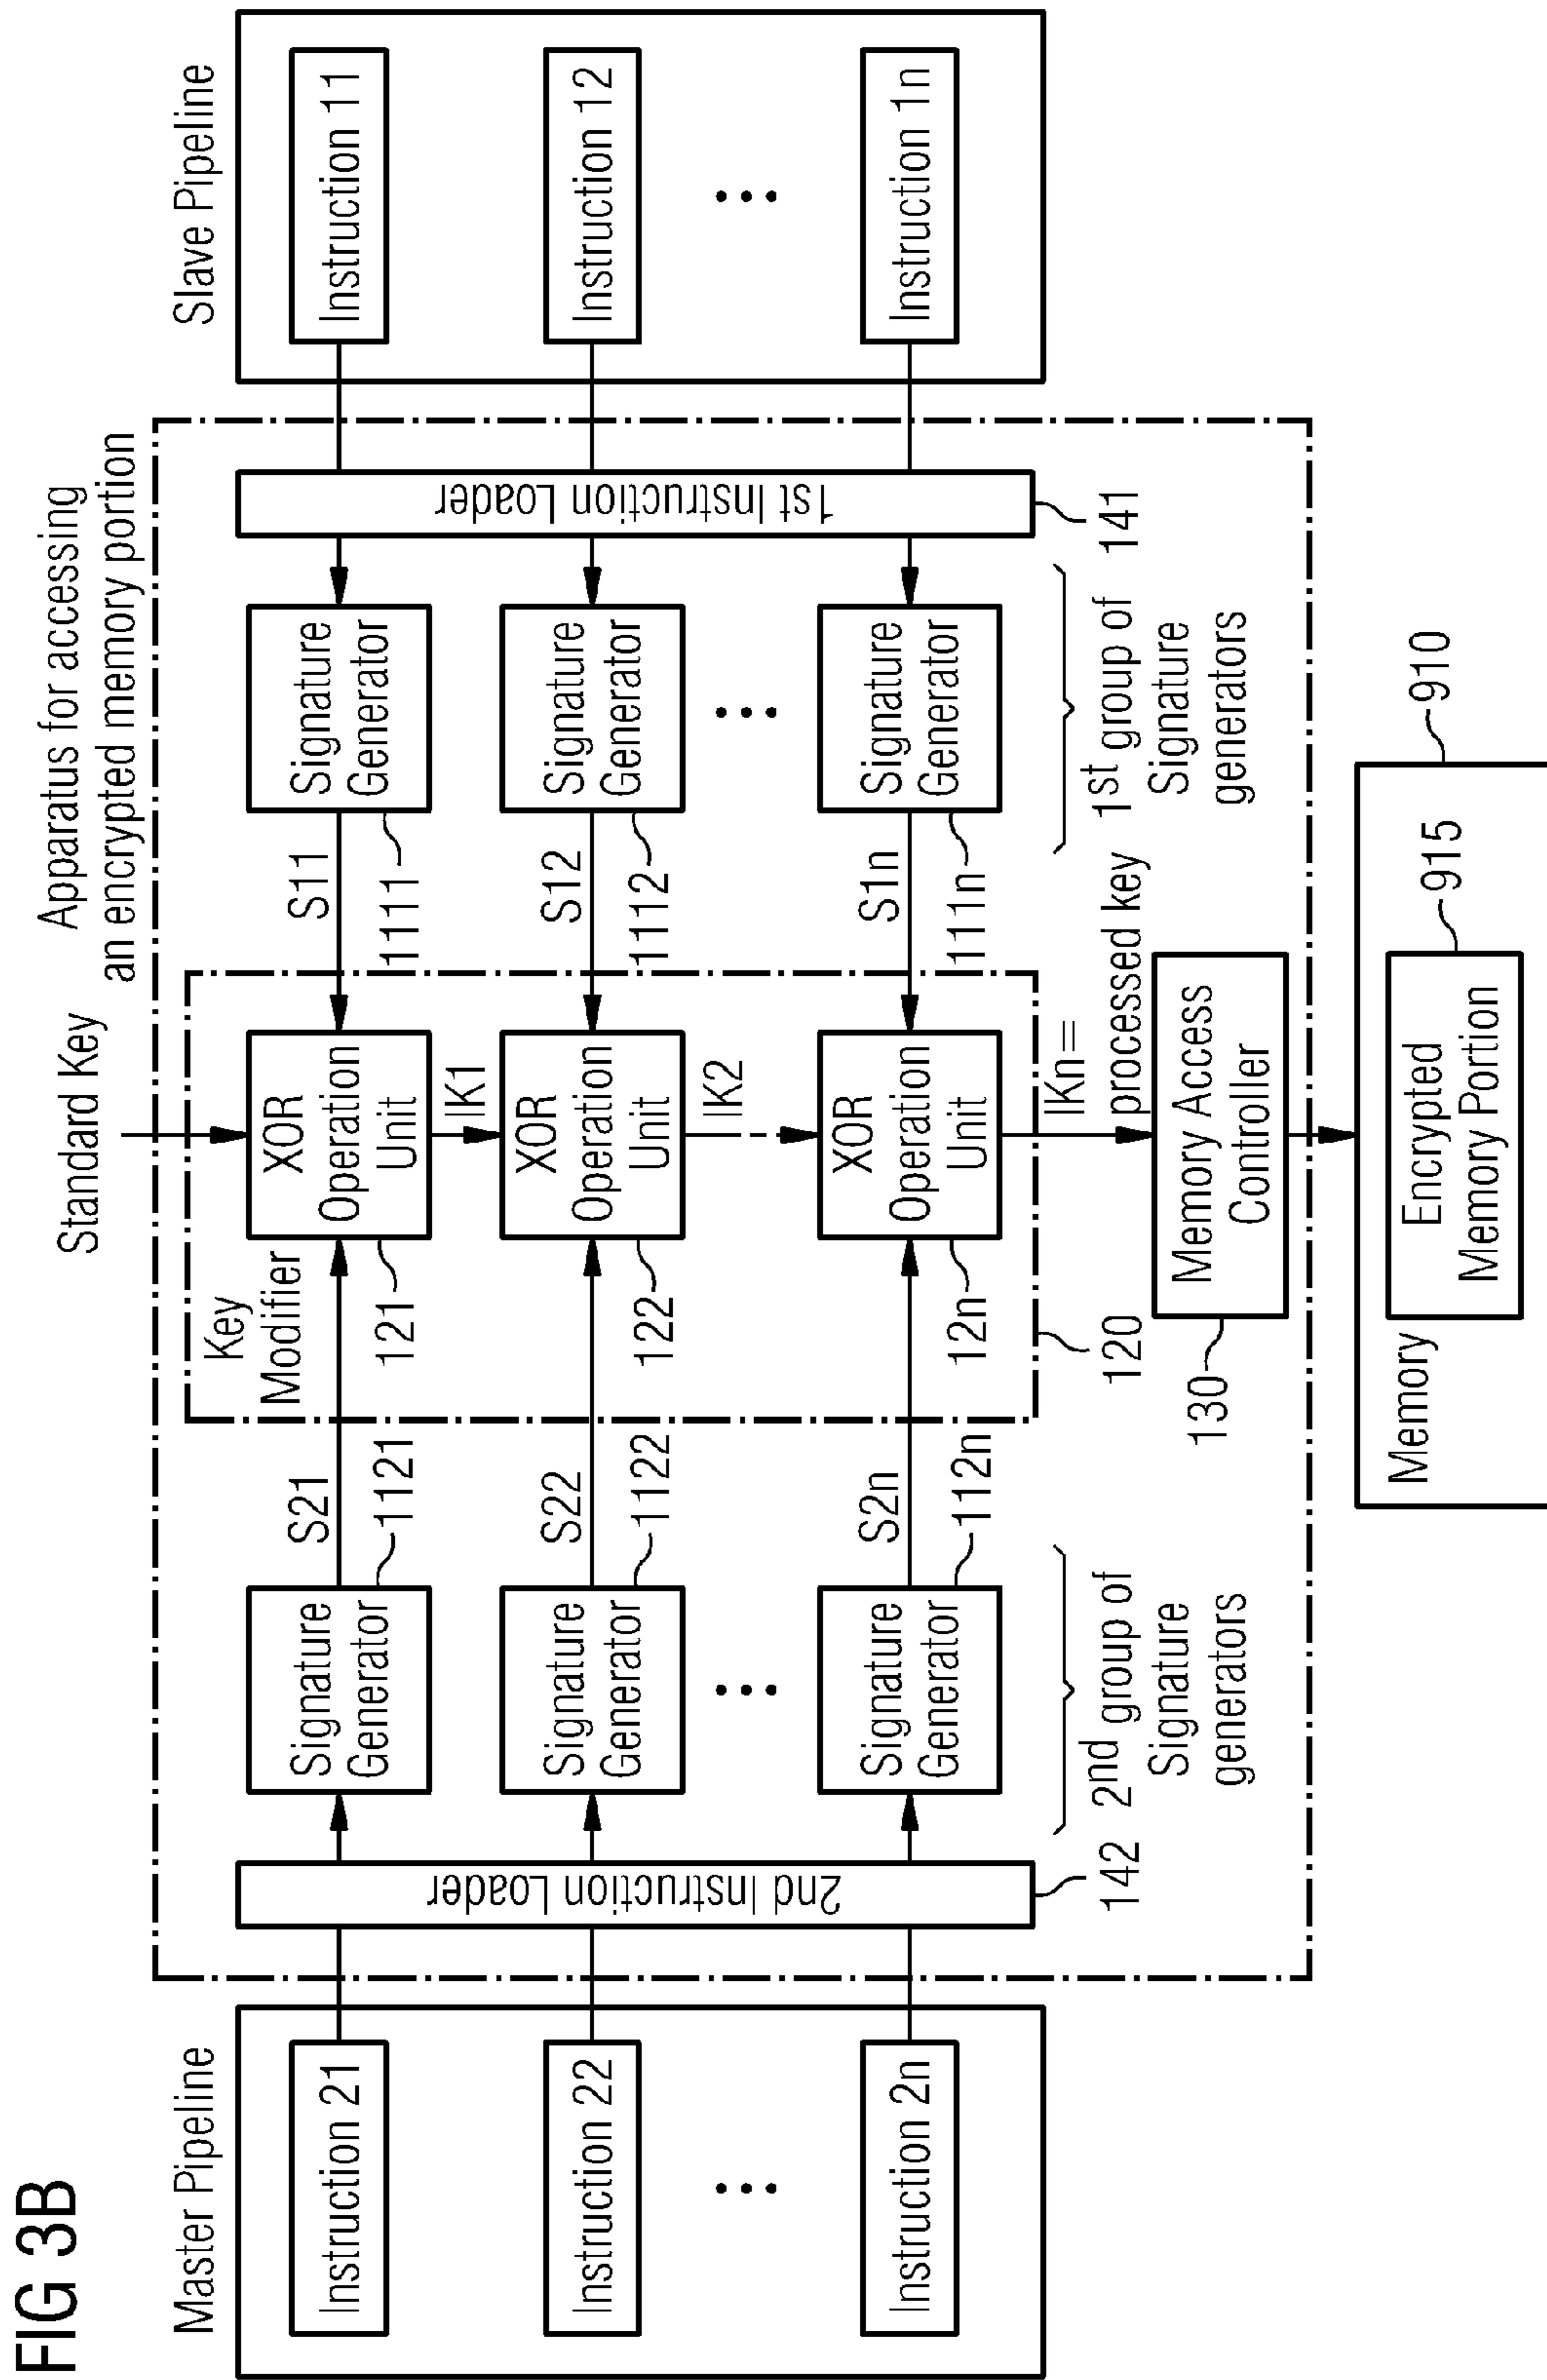 FIG 3B
Apparatus for accessing
an encrypted memory portion
Standard Key
Master Pipeline
Slave Pipeline
Instruction 21
Instruction 22
...
Instruction 2n
2nd Instruction Loader
142
Signature
Generator
1121
S21
Signature
Generator
1122
S22
...
Signature
Generator
112n
S2n
2nd group of
Signature
generators
Key
Modifier
XOR
Operation
Unit
121
IK1
XOR
Operation
Unit
122
IK2
XOR
Operation
Unit
12n
120
IKn=
processed key
S11
Signature
Generator
1111
S12
Signature
Generator
1112
...
S1n
Signature
Generator
111n
1st group of
Signature
generators
1st Instruction Loader
141
Instruction 11
Instruction 12
...
Instruction 1n
Memory Access
Controller
130
Memory
910
Encrypted
Memory Portion
915